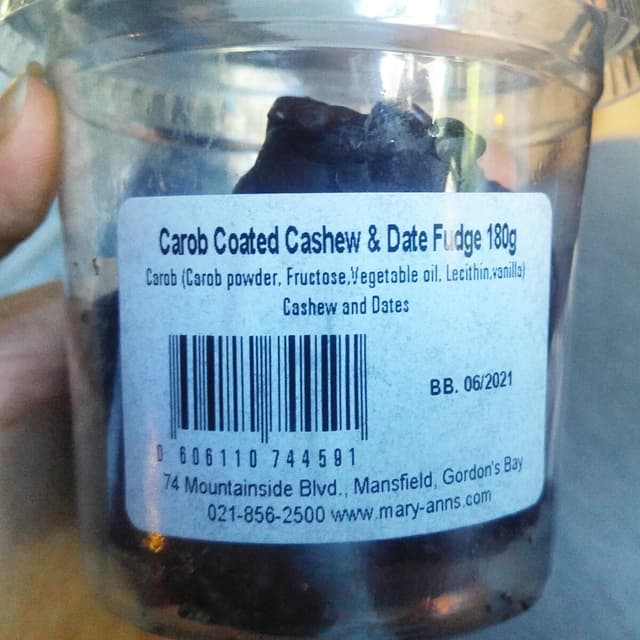 Carob Coated Cashew & Date Fudge 180g
Carob (Carob powder, Fructose,Vegetable oil, Lecithin,vanilla)
Cashew and Dates
BB. 06/2021
0 606110 744581
74 Mountainside Blvd., Mansfield, Gordon's Bay
021-856-2500 www.mary-anns.com